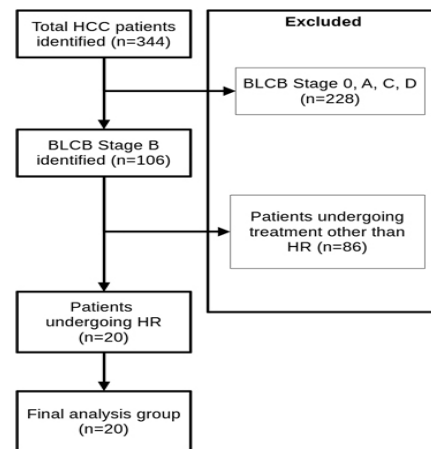 Total HCC patients
identified (n=344)
Excluded
BLCB Stage 0, A, C, D
(n=228)
BLCB Stage B
identified (n=106)
Patients undergoing
treatment other than
HR (n=86)
Patients
undergoing HR
(n=20)
Final analysis group
(n=20)